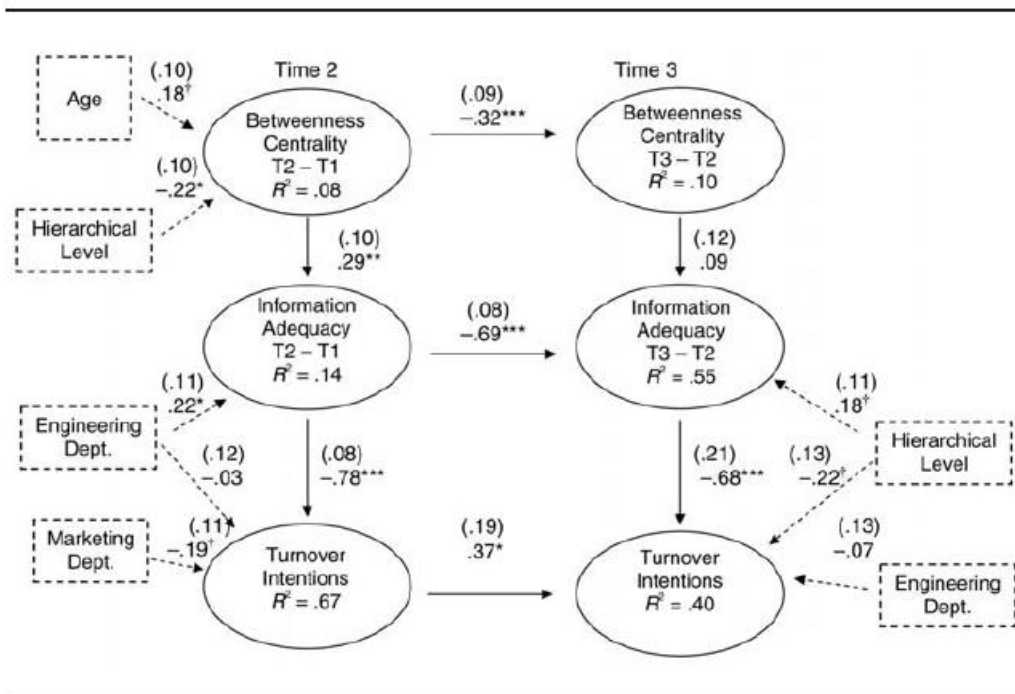 Time 2
Time 3
Age
(.10)
.18†
Betweenness
Centrality
T2 – T1
R² = .08
(.09)
–.32***
Betweenness
Centrality
T3 – T2
R² = .10
(.10)
–.22*
Hierarchical
Level
(.10)
.29**
(.12)
.09
Information
Adequacy
T2 – T1
R² = .14
(.08)
–.69***
Information
Adequacy
T3 – T2
R² = .55
(.11)
.22*
Engineering
Dept.
(.12)
–.03
(.08)
–.78***
(.21)
–.68***
(.11)
.18†
(.13)
–.22†
Hierarchical
Level
Marketing
Dept.
(.11)
–.19†
Turnover
Intentions
R² = .67
(.19)
.37*
Turnover
Intentions
R² = .40
(.13)
–.07
Engineering
Dept.